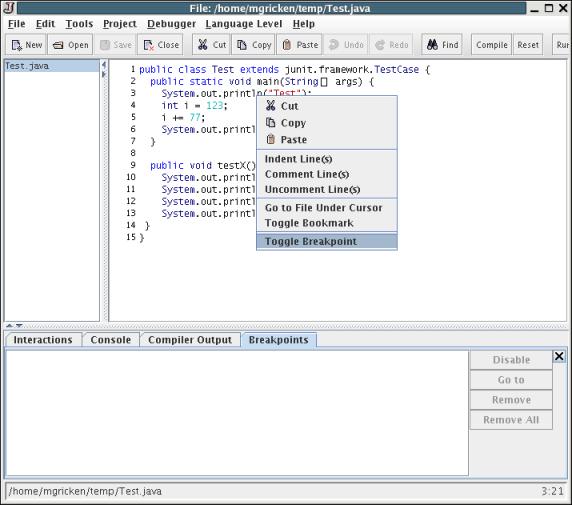 File: /home/mgricken/temp/Test.java
File Edit Tools Project Debugger Language Level Help
New Open Save Close Cut Copy Paste Undo Redo Find Compile Reset Run
Test.java
1 public class Test extends junit.framework.TestCase {
2 public static void main(String[] args) {
3 System.out.println("Test");
4 int i = 123;
5 i += 77;
6 System.out.printl
7 }
8
9 public void testX()
10 System.out.printl
11 System.out.printl
12 System.out.printl
13 System.out.printl
14 }
15 }
Cut
Copy
Paste
Indent Line(s)
Comment Line(s)
Uncomment Line(s)
Go to File Under Cursor
Toggle Bookmark
Toggle Breakpoint
Interactions Console Compiler Output Breakpoints
Disable
Go to
Remove
Remove All
/home/mgricken/temp/Test.java 3:21